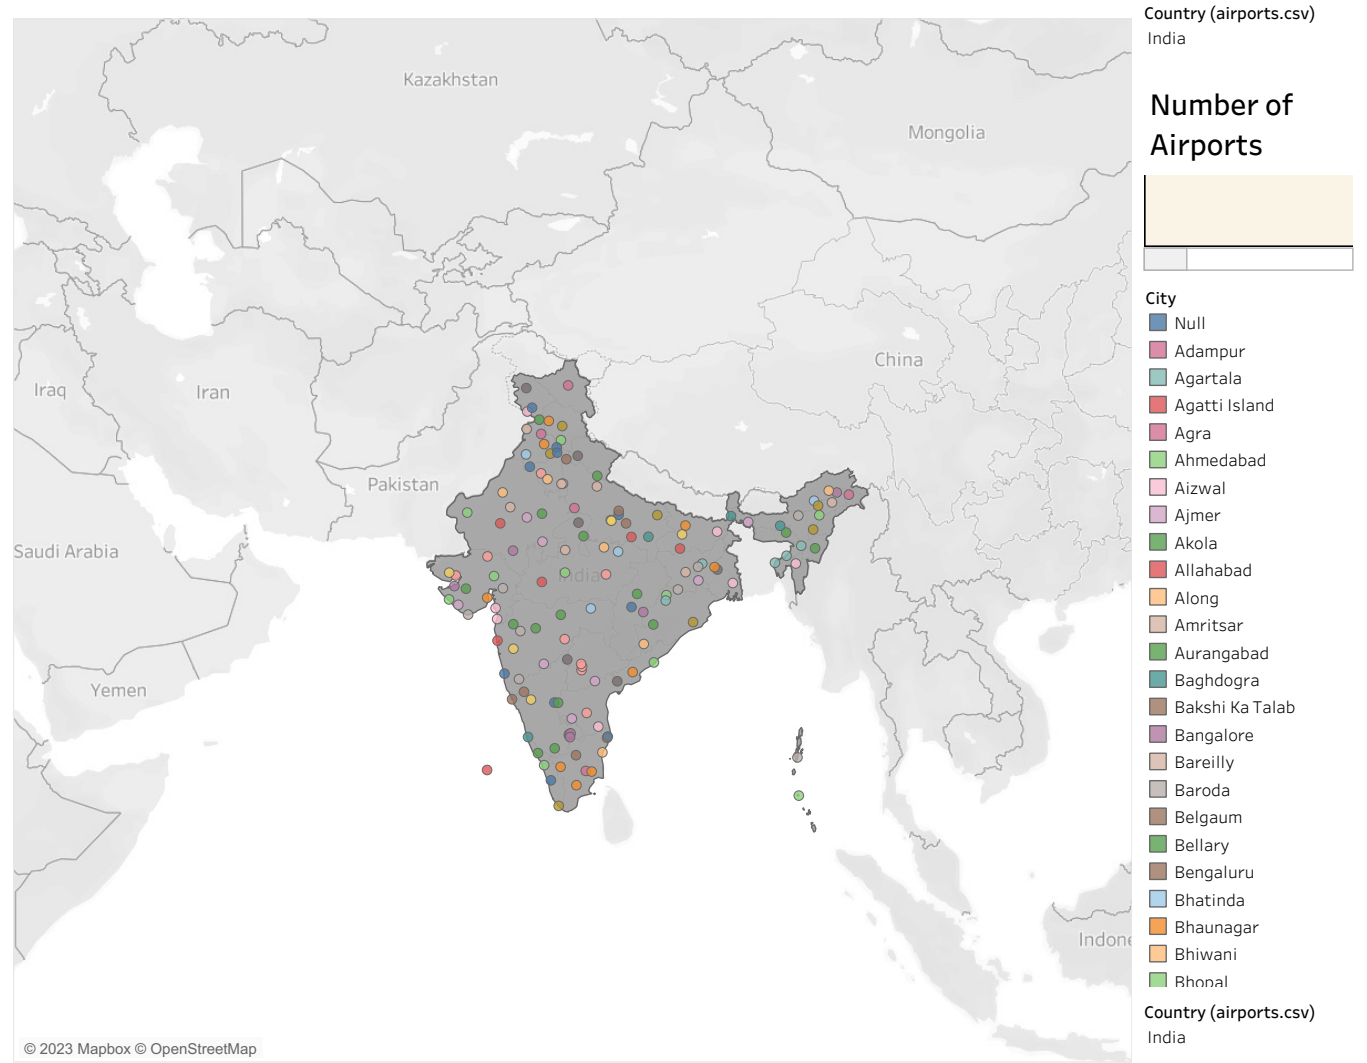 Country (airports.csv)
India
Number of
Airports
City
Null
Adampur
Agartala
Agatti Island
Agra
Ahmedabad
Aizwal
Ajmer
Akola
Allahabad
Along
Amritsar
Aurangabad
Baghdogra
Bakshi Ka Talab
Bangalore
Bareilly
Baroda
Belgaum
Bellary
Bengaluru
Bhatinda
Bhaunagar
Bhiwani
Bhopal
Country (airports.csv)
India
Kazakhstan
Mongolia
China
Iraq
Iran
Pakistan
Saudi Arabia
India
Yemen
Indone
© 2023 Mapbox © OpenStreetMap